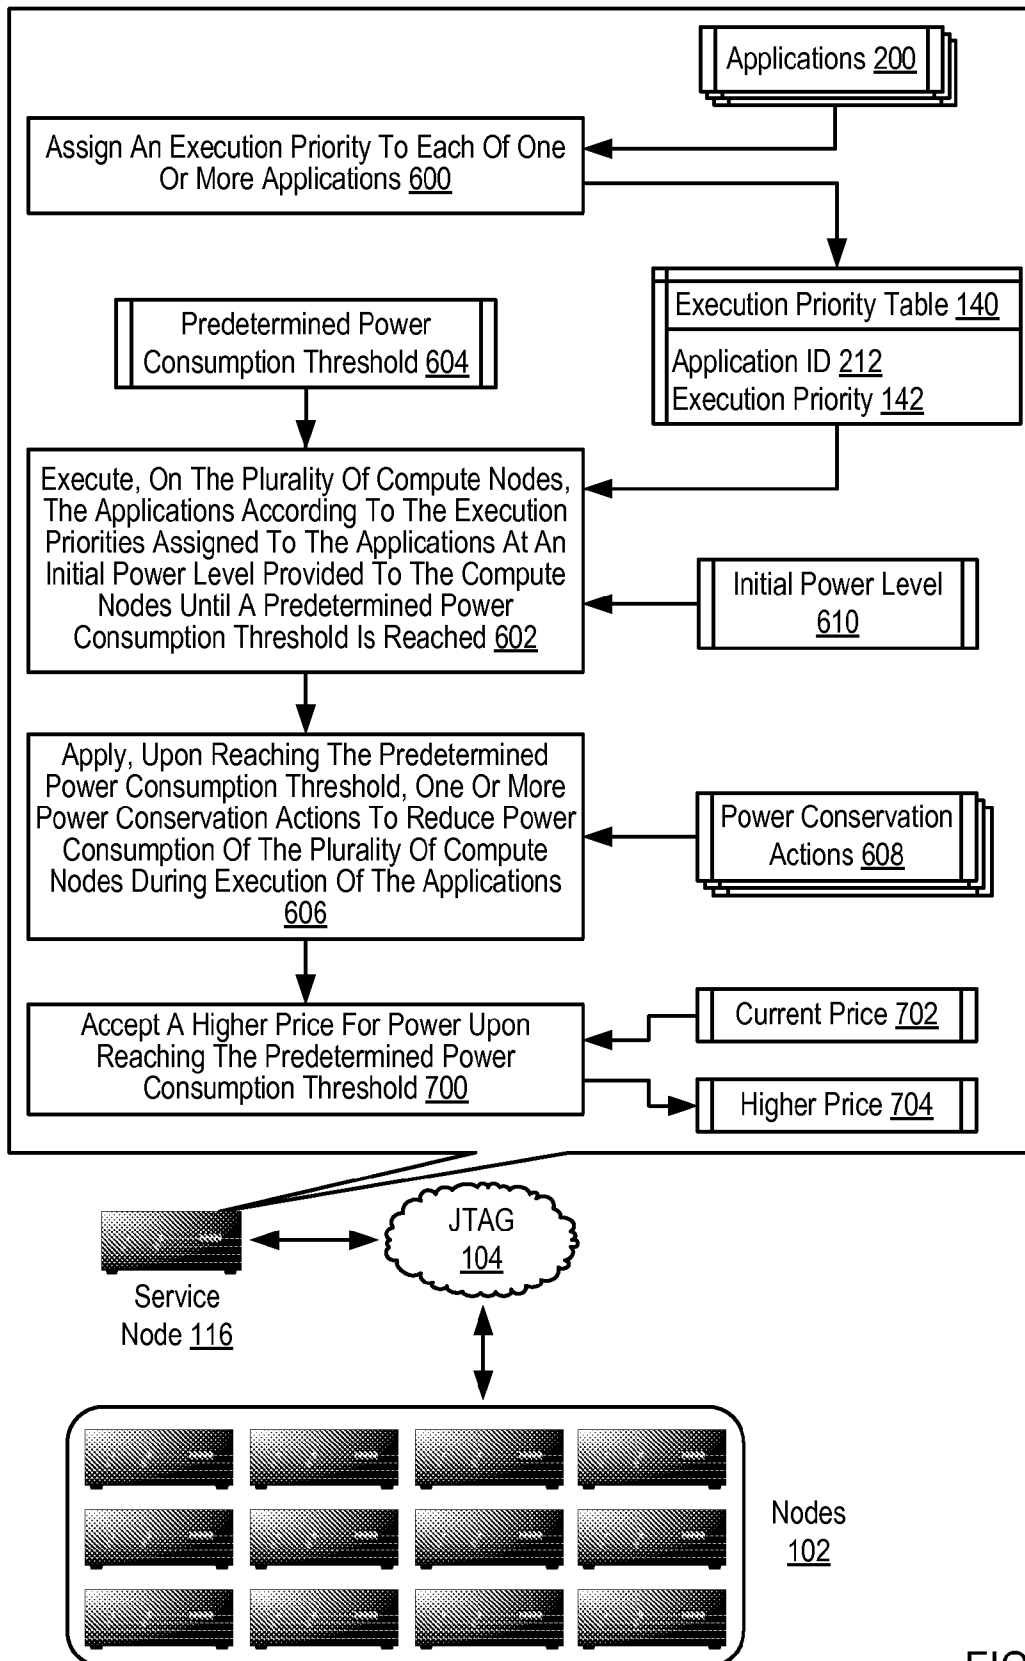 Applications 200
Assign An Execution Priority To Each Of One
Or More Applications 600
Execution Priority Table 140
Application ID 212
Execution Priority 142
Predetermined Power
Consumption Threshold 604
Execute, On The Plurality Of Compute Nodes,
The Applications According To The Execution
Priorities Assigned To The Applications At An
Initial Power Level Provided To The Compute
Nodes Until A Predetermined Power
Consumption Threshold Is Reached 602
Initial Power Level
610
Apply, Upon Reaching The Predetermined
Power Consumption Threshold, One Or More
Power Conservation Actions To Reduce Power
Consumption Of The Plurality Of Compute
Nodes During Execution Of The Applications
606
Power Conservation
Actions 608
Accept A Higher Price For Power Upon
Reaching The Predetermined Power
Consumption Threshold 700
Current Price 702
Higher Price 704
JTAG
104
Service
Node 116
Nodes
102
FIG